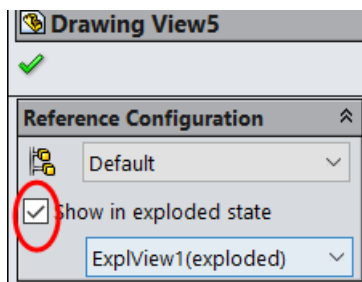 Drawing View5
Reference Configuration
Default
Show in exploded state
ExplView1(exploded)